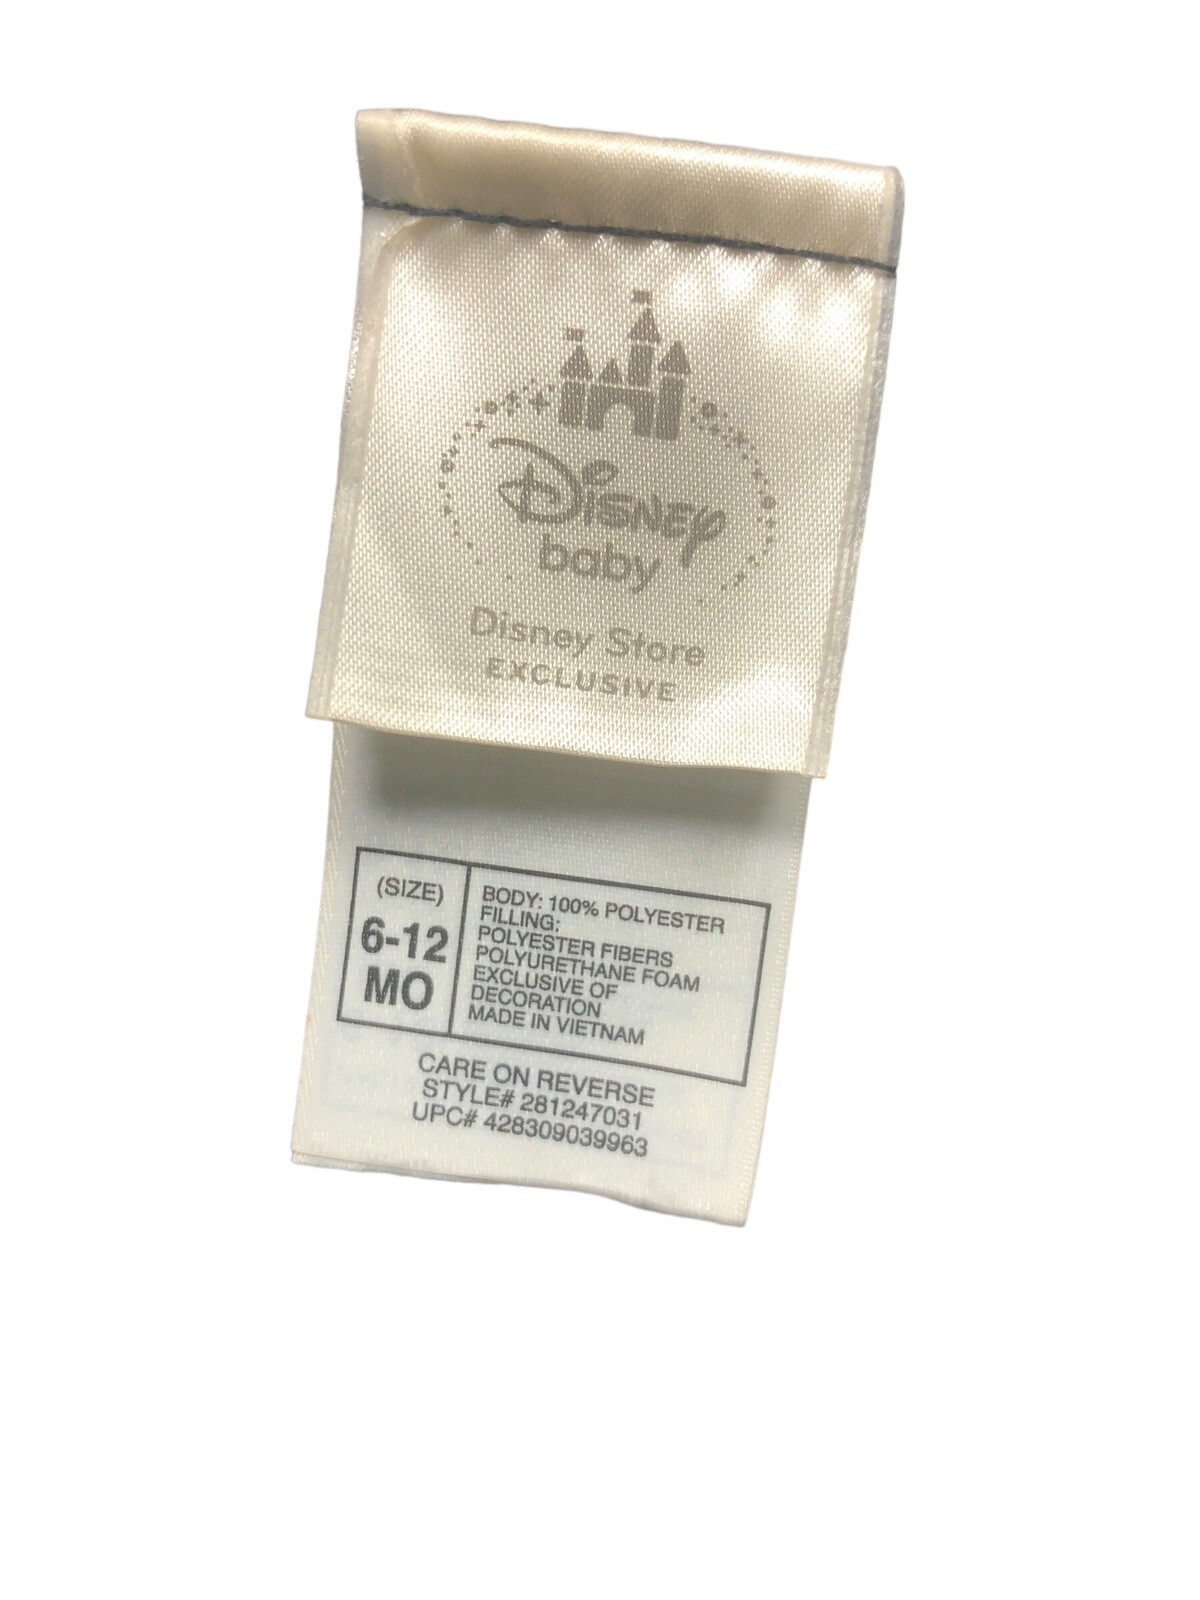 Disney
baby
Disney Store
EXCLUSIVE
(SIZE)
6-12
MO
BODY: 100% POLYESTER
FILLING:
POLYESTER FIBERS
POLYURETHANE FOAM
EXCLUSIVE OF
DECORATION
MADE IN VIETNAM
CARE ON REVERSE
STYLE# 281247031
UPC# 428309039963